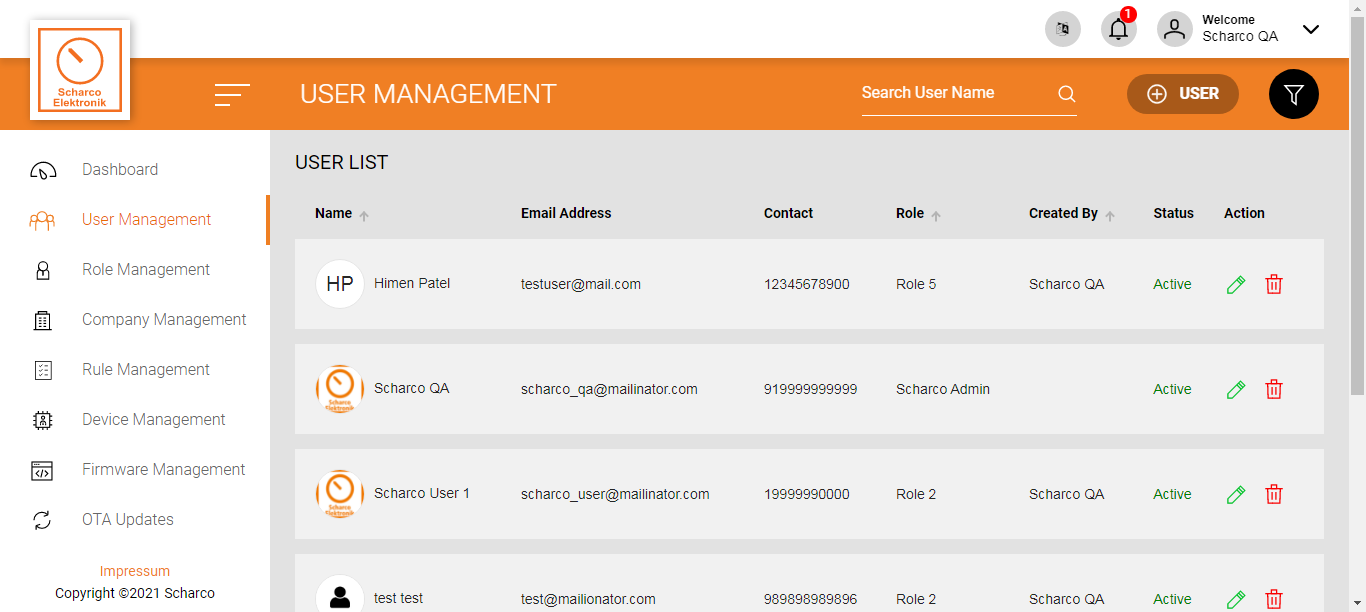 1
Welcome
Scharco QA
Scharco
Elektronik
USER MANAGEMENT
Search User Name
USER
Dashboard
User Management
Role Management
Company Management
Rule Management
Device Management
Firmware Management
OTA Updates
Impressum
Copyright ©2021 Scharco
USER LIST
Name Email Address Contact Role Created By Status Action
HP Himen Patel testuser@mail.com 12345678900 Role 5 Scharco QA Active
Scharco
Elektronik
Scharco QA scharco_qa@mailinator.com 919999999999 Scharco Admin Active
Scharco
Elektronik
Scharco User 1 scharco_user@mailinator.com 19999990000 Role 2 Scharco QA Active
test test test@mailionator.com 989898989896 Role 2 Scharco QA Active